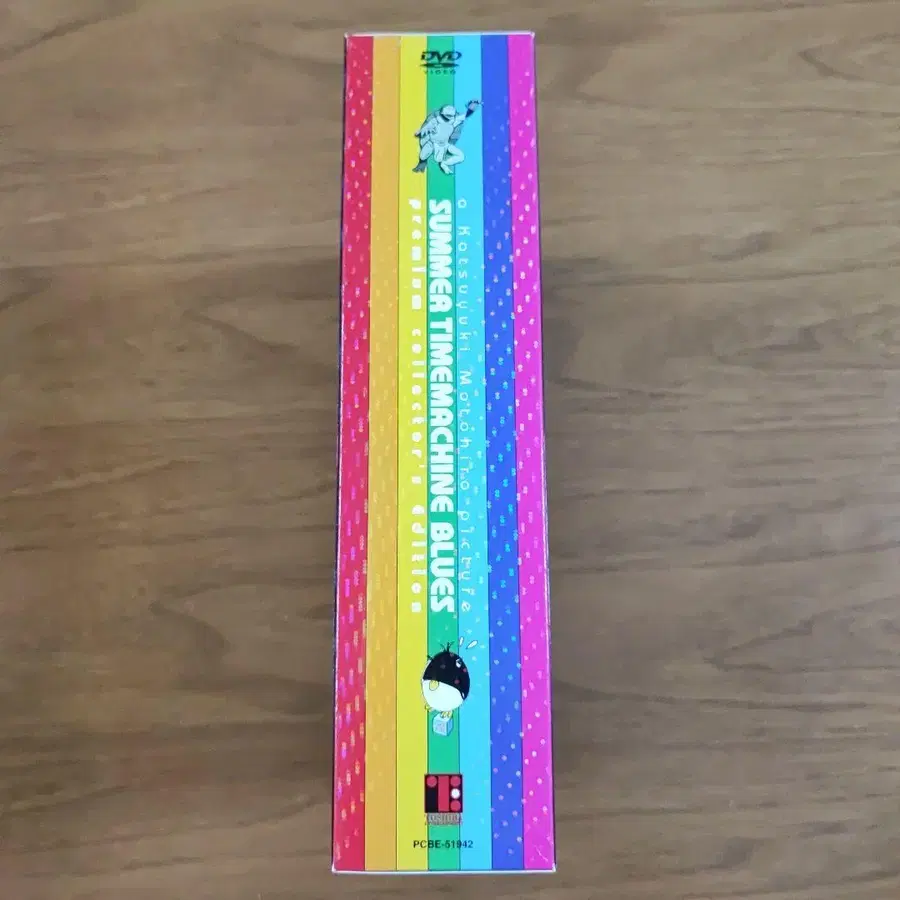 DVD
VIDEO
a Katsuyuki Motohiro picture
SUMMER TIMEMACHINE BLUES
premium collector's edition
PCBE-51942